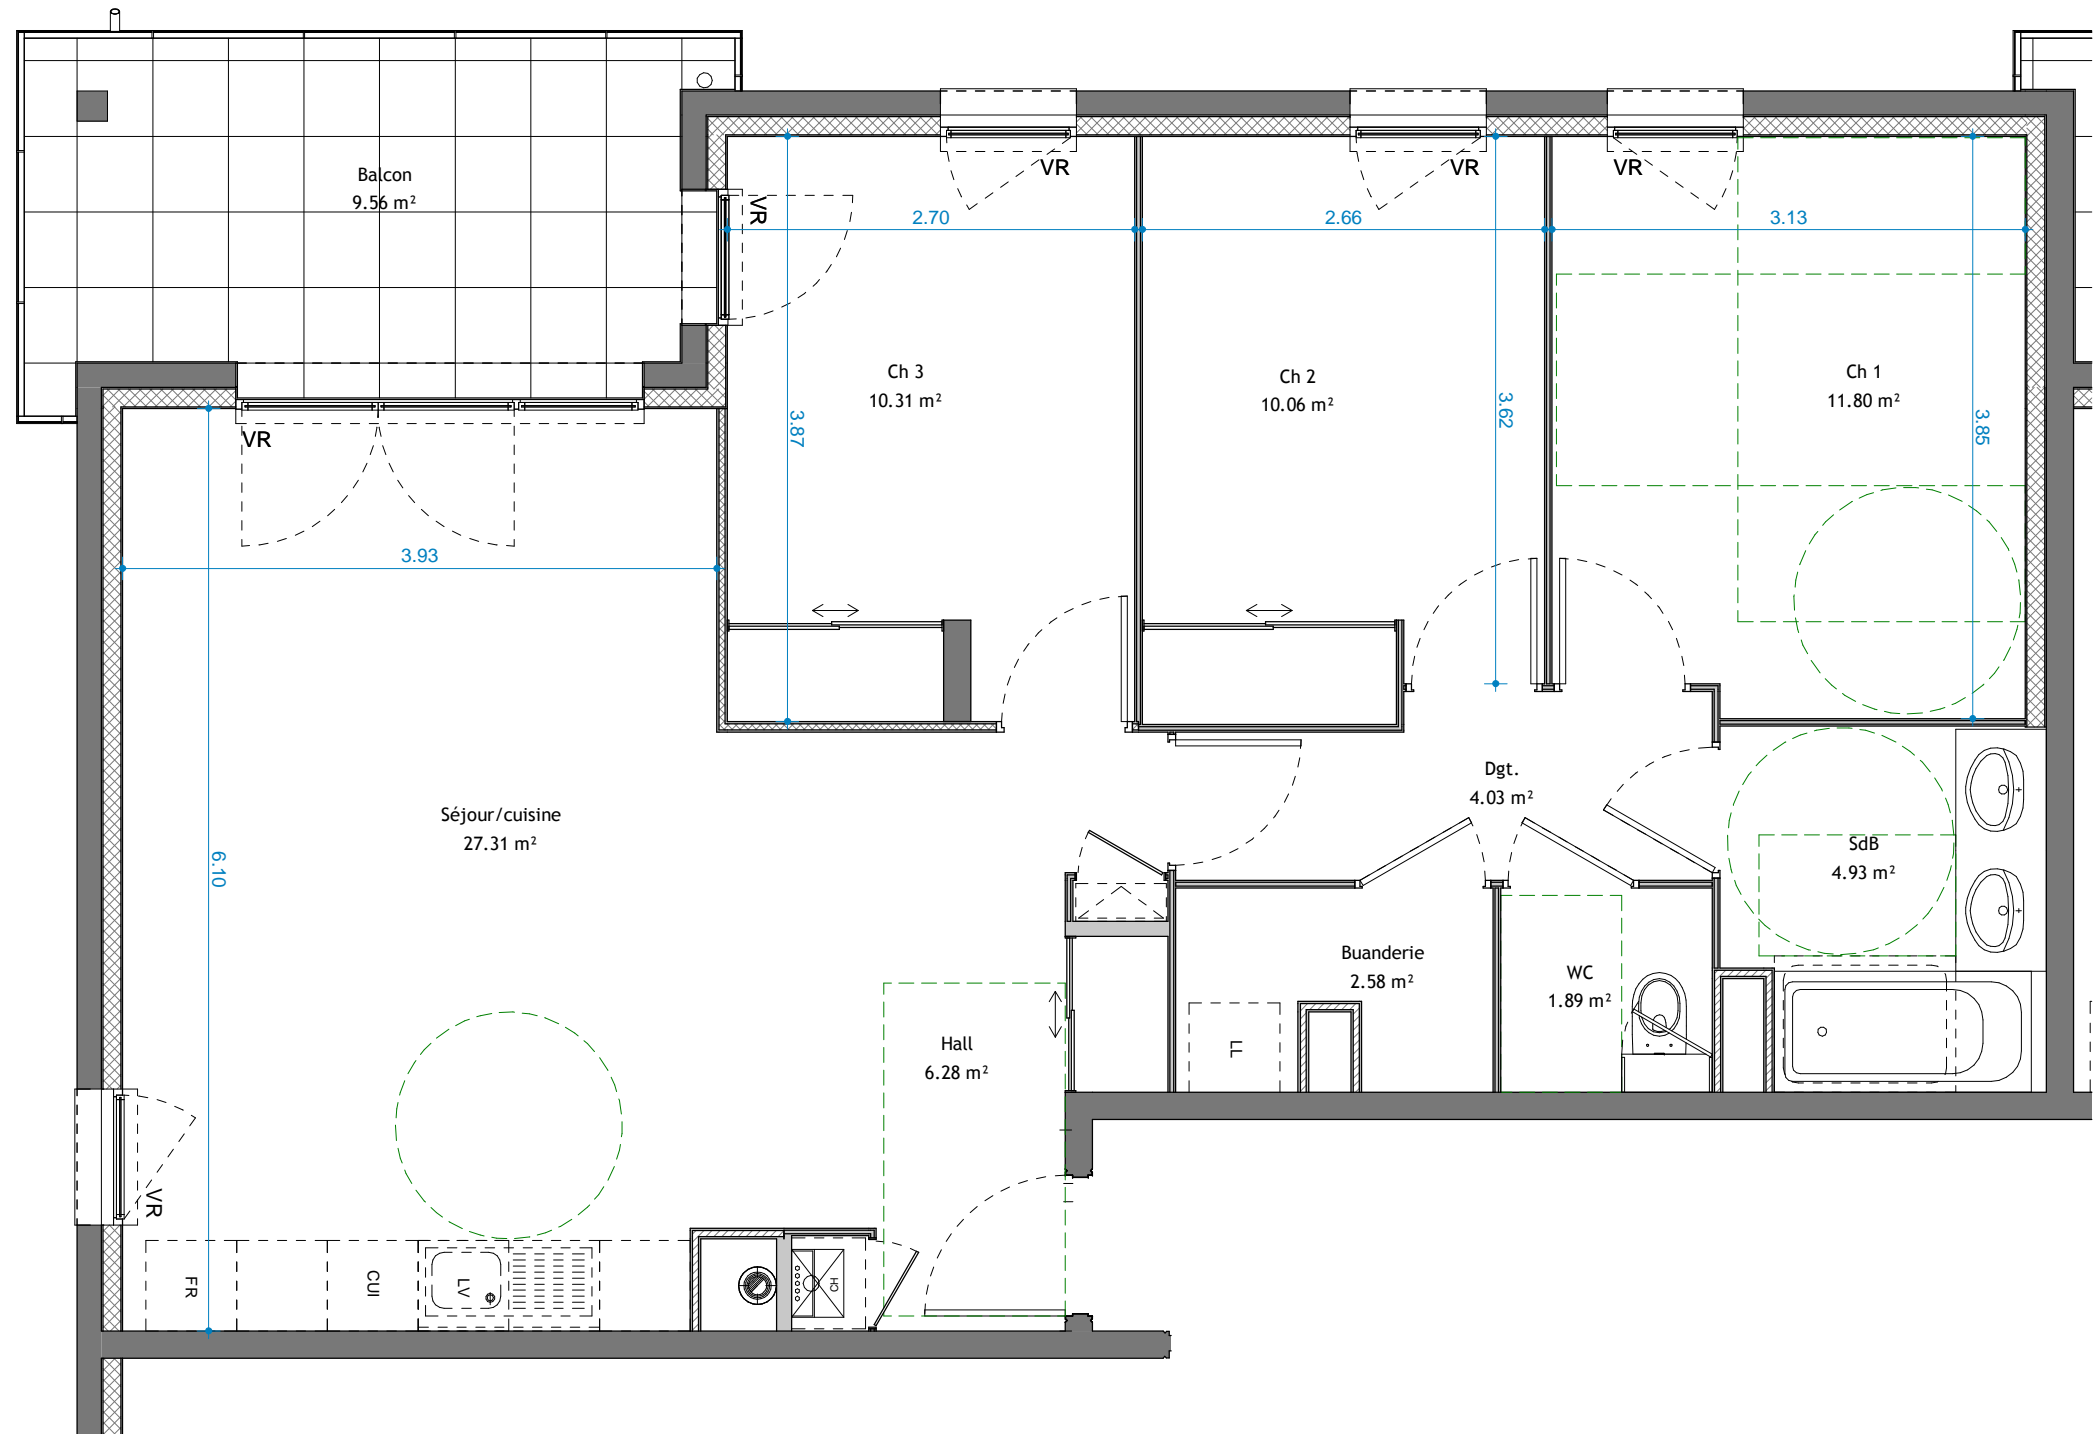 Balcon
9.56 m²
VR
VR
VR
VR
2.70
2.66
3.13
Ch 3
10.31 m²
Ch 2
10.06 m²
Ch 1
11.80 m²
3.87
3.62
3.85
VR
3.93
Séjour/cuisine
27.31 m²
6.10
Dgt.
4.03 m²
SdB
4.93 m²
Buanderie
2.58 m²
WC
1.89 m²
Hall
6.28 m²
LL
VR
FR
CUI
LV
CH